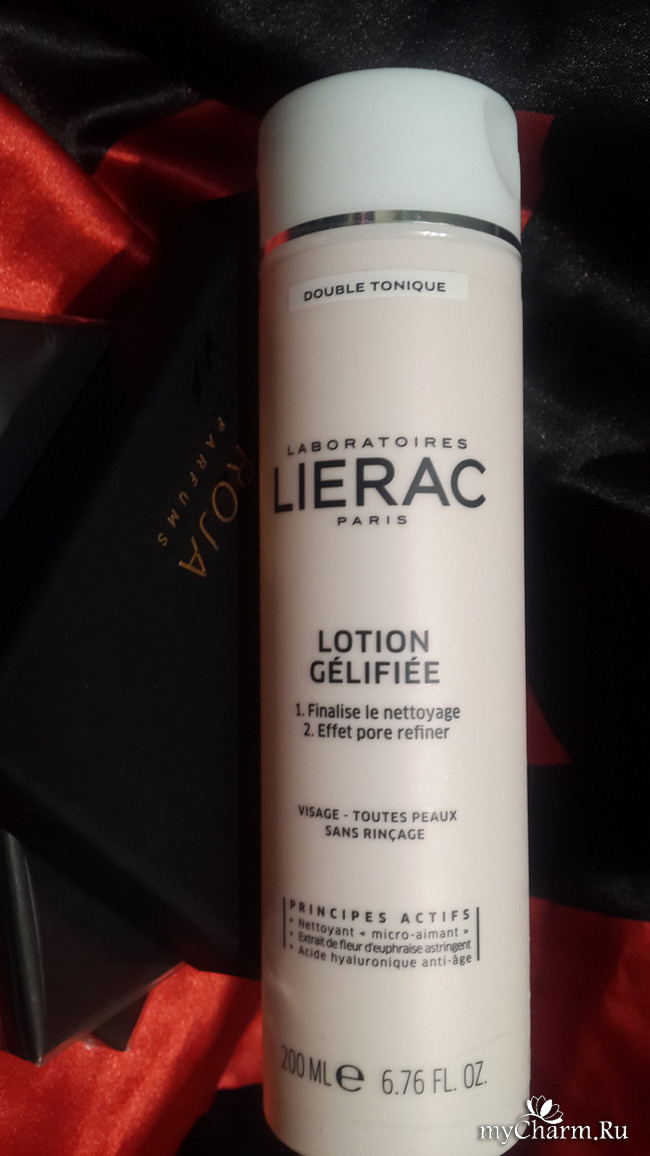 DOUBLE TONIQUE
LABORATOIRES
LIERAC
PARIS
LOTION
GÉLIFIÉE
1. Finalise le nettoyage
2. Effet pore refiner
VISAGE - TOUTES PEAUX
SANS RINÇAGE
PRINCIPES ACTIFS
• Nettoyant « micro-aimant »
• Extrait de fleur d'euphraise astringent
• Acide hyaluronique anti-âge
200 ML e 6.76 FL. OZ.
ROJA
PARFUMS
myCharm.Ru